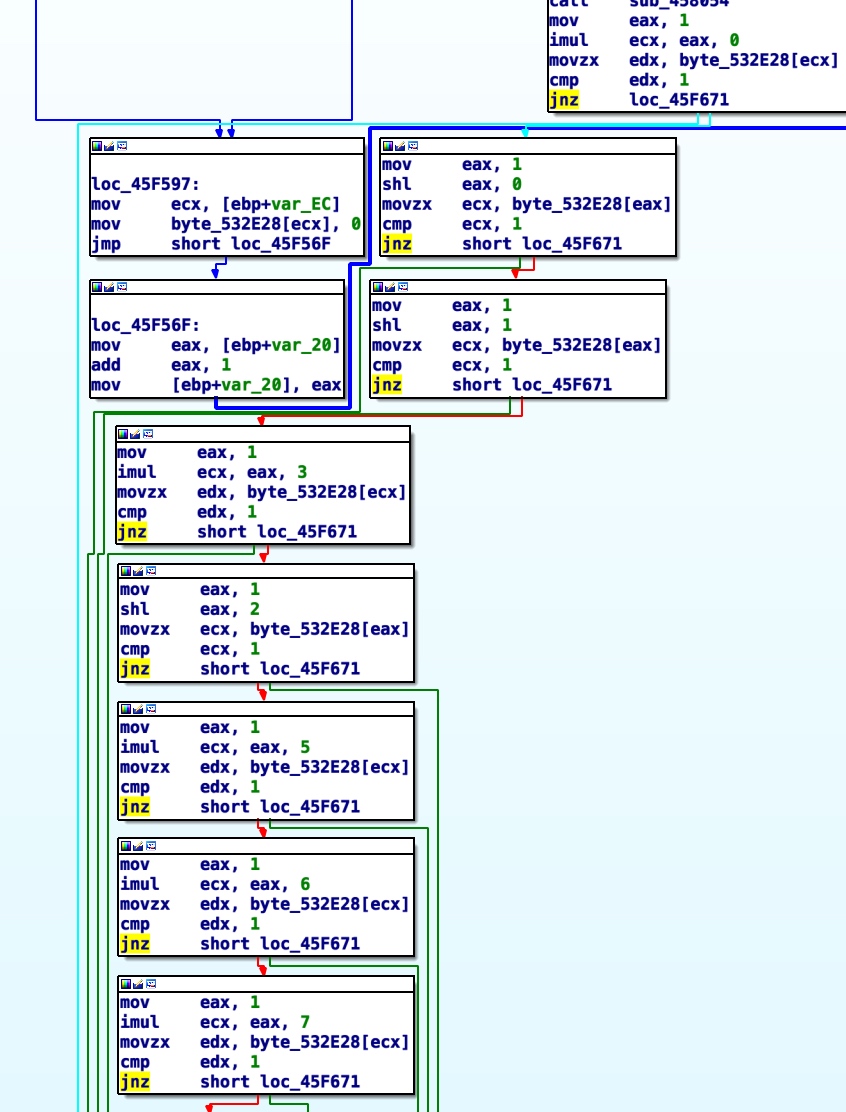 call sub_458054
mov eax, 1
imul ecx, eax, 0
movzx edx, byte_532E28[ecx]
cmp edx, 1
jnz loc_45F671
loc_45F597:
mov ecx, [ebp+var_EC]
mov byte_532E28[ecx], 0
jmp short loc_45F56F
mov eax, 1
shl eax, 0
movzx ecx, byte_532E28[eax]
cmp ecx, 1
jnz short loc_45F671
loc_45F56F:
mov eax, [ebp+var_20]
add eax, 1
mov [ebp+var_20], eax
mov eax, 1
shl eax, 1
movzx ecx, byte_532E28[eax]
cmp ecx, 1
jnz short loc_45F671
mov eax, 1
imul ecx, eax, 3
movzx edx, byte_532E28[ecx]
cmp edx, 1
jnz short loc_45F671
mov eax, 1
shl eax, 2
movzx ecx, byte_532E28[eax]
cmp ecx, 1
jnz short loc_45F671
mov eax, 1
imul ecx, eax, 5
movzx edx, byte_532E28[ecx]
cmp edx, 1
jnz short loc_45F671
mov eax, 1
imul ecx, eax, 6
movzx edx, byte_532E28[ecx]
cmp edx, 1
jnz short loc_45F671
mov eax, 1
imul ecx, eax, 7
movzx edx, byte_532E28[ecx]
cmp edx, 1
jnz short loc_45F671